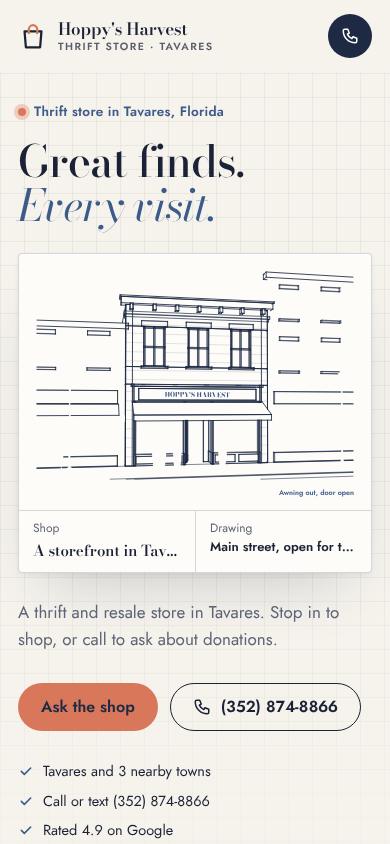 Hoppy's Harvest
THRIFT STORE · TAVARES
Thrift store in Tavares, Florida
Great finds.
Every visit.
HOPPY'S HARVEST
Awning out, door open
Shop
A storefront in Tav...
Drawing
Main street, open for t...
A thrift and resale store in Tavares. Stop in to
shop, or call to ask about donations.
Ask the shop
(352) 874-8866
Tavares and 3 nearby towns
Call or text (352) 874-8866
Rated 4.9 on Google